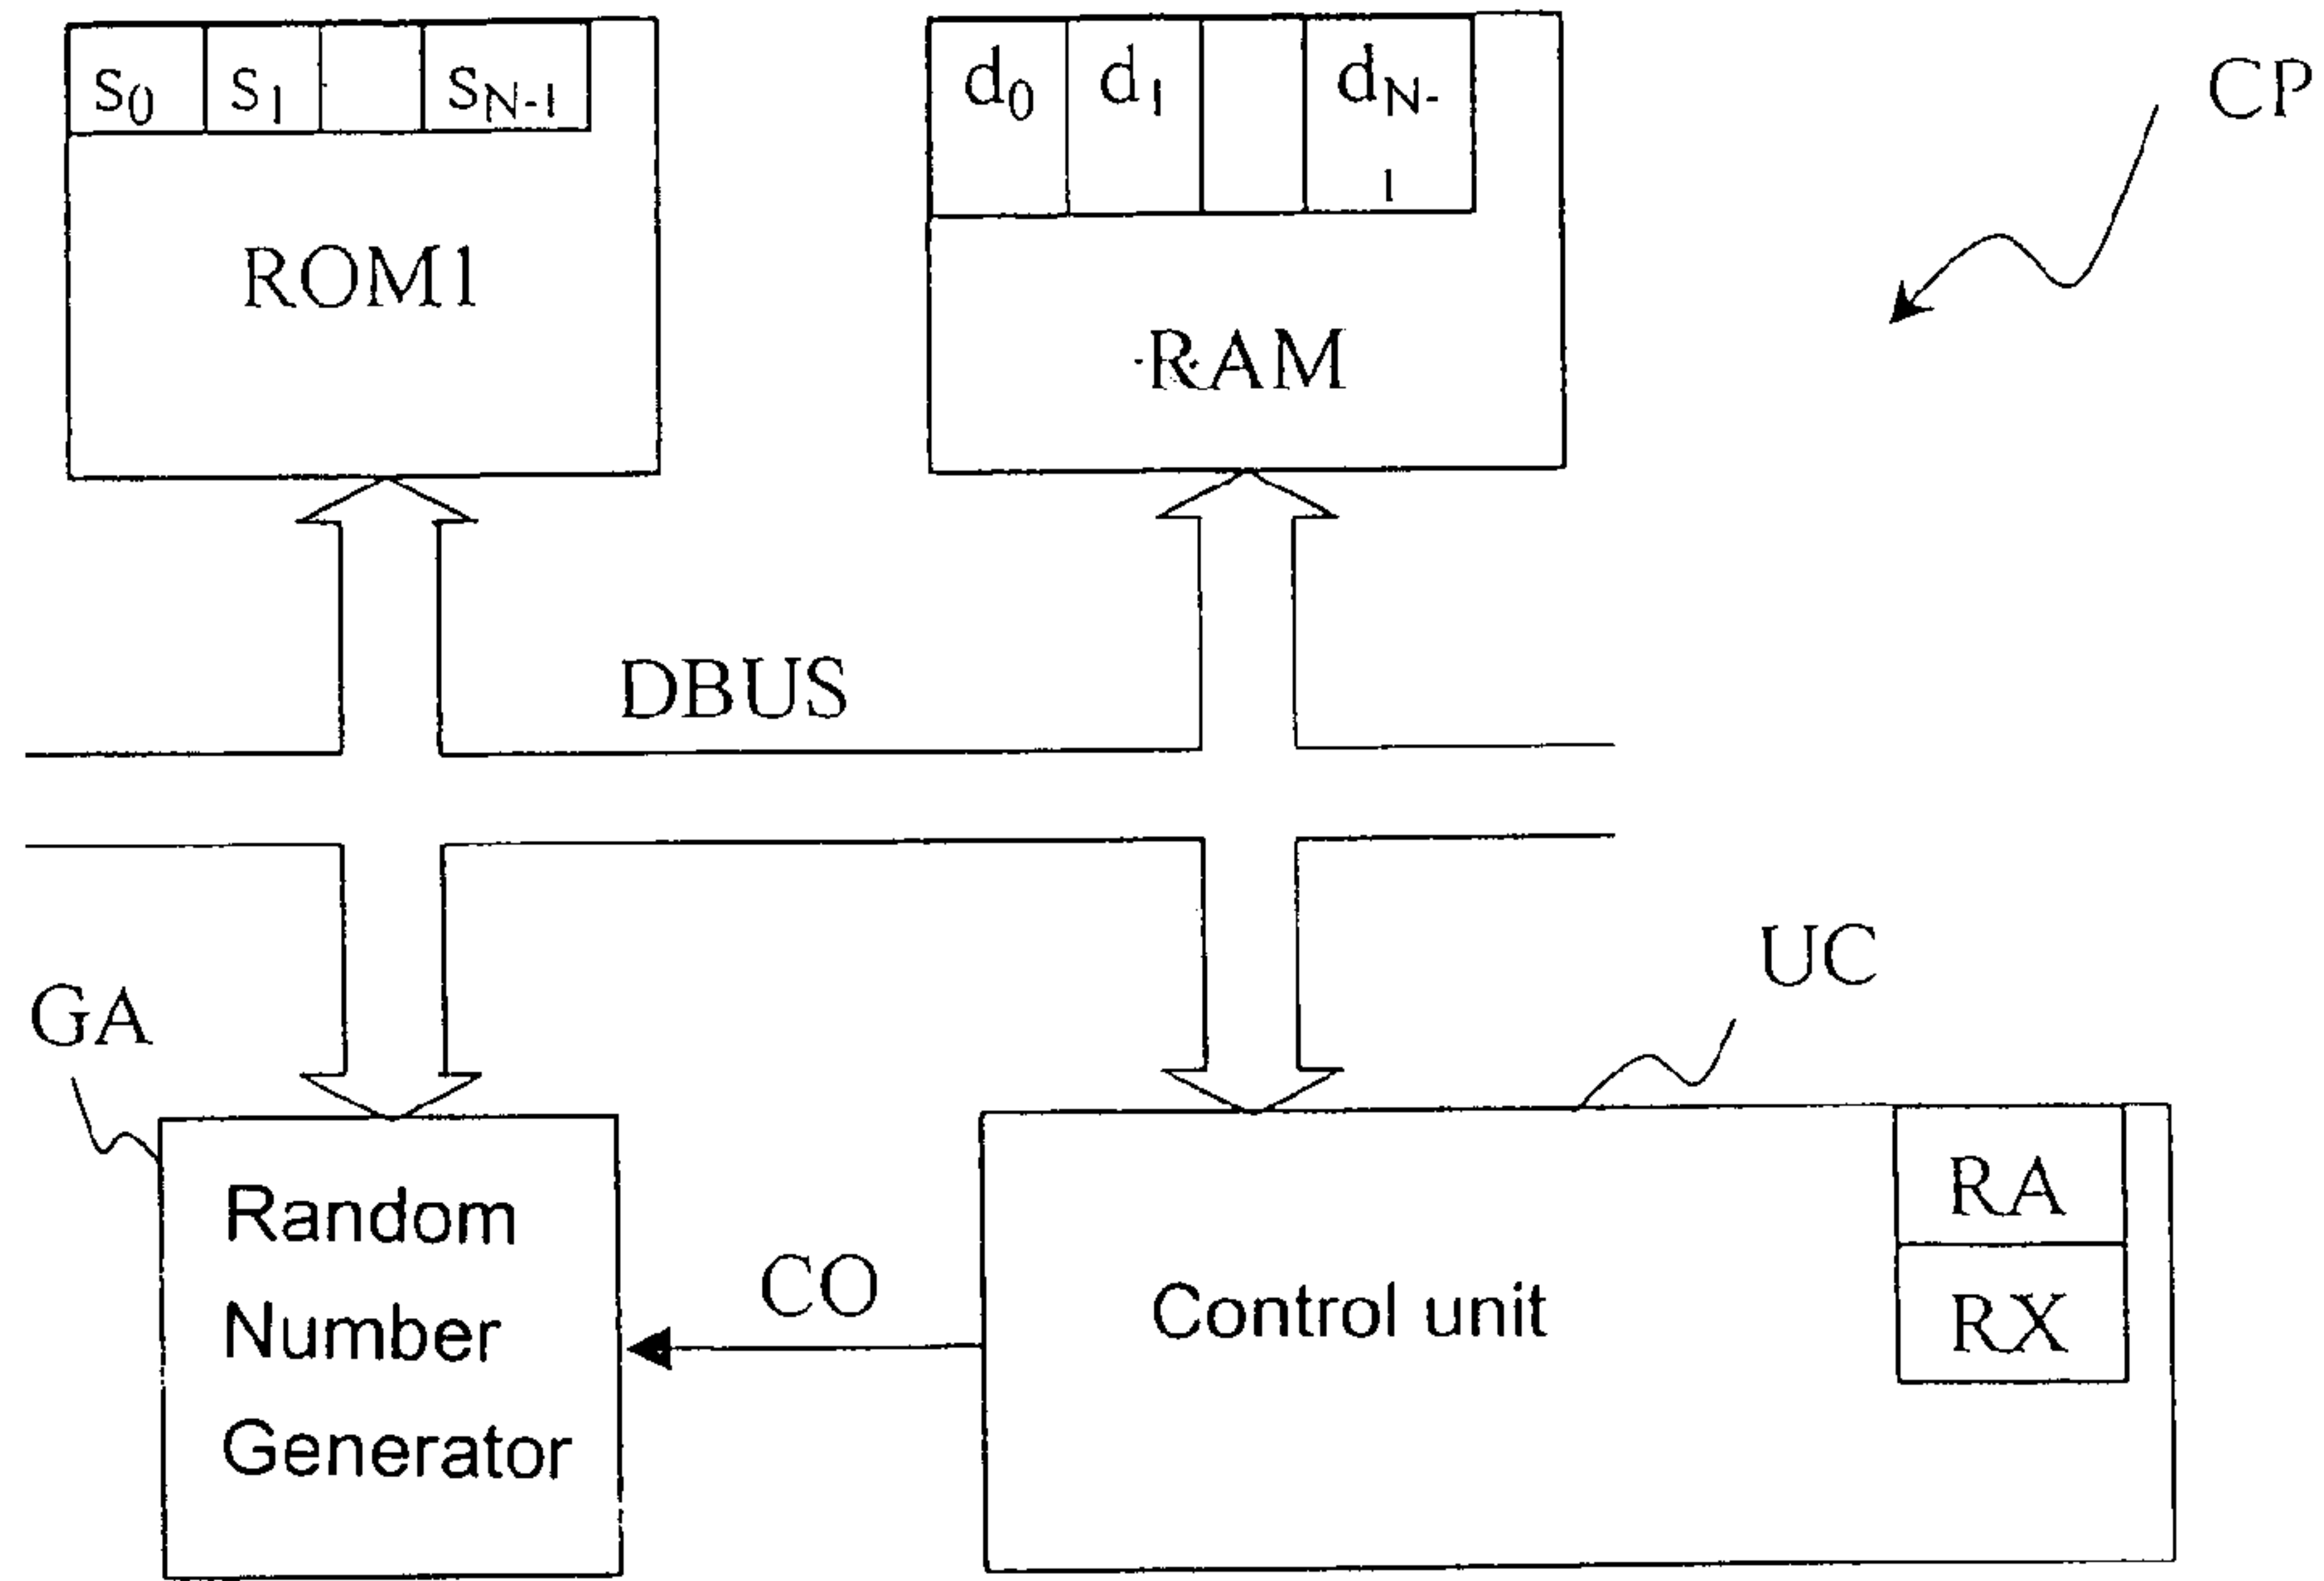 s0 s1 sN-1
ROM1
d0 d1 dN-
1
RAM
CP
DBUS
GA
UC
Random
Number
Generator
CO
Control unit
RA
RX